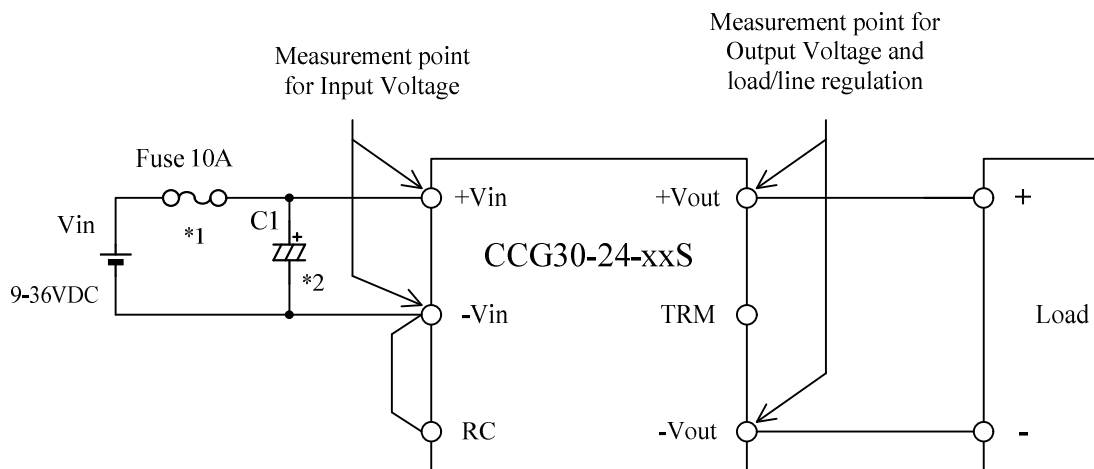 Measurement point
for Input Voltage
Measurement point for
Output Voltage and
load/line regulation
Fuse 10A
*1
Vin
9-36VDC
C1
+
*2
+Vin
-Vin
RC
CCG30-24-xxS
+Vout
TRM
-Vout
+
Load
-